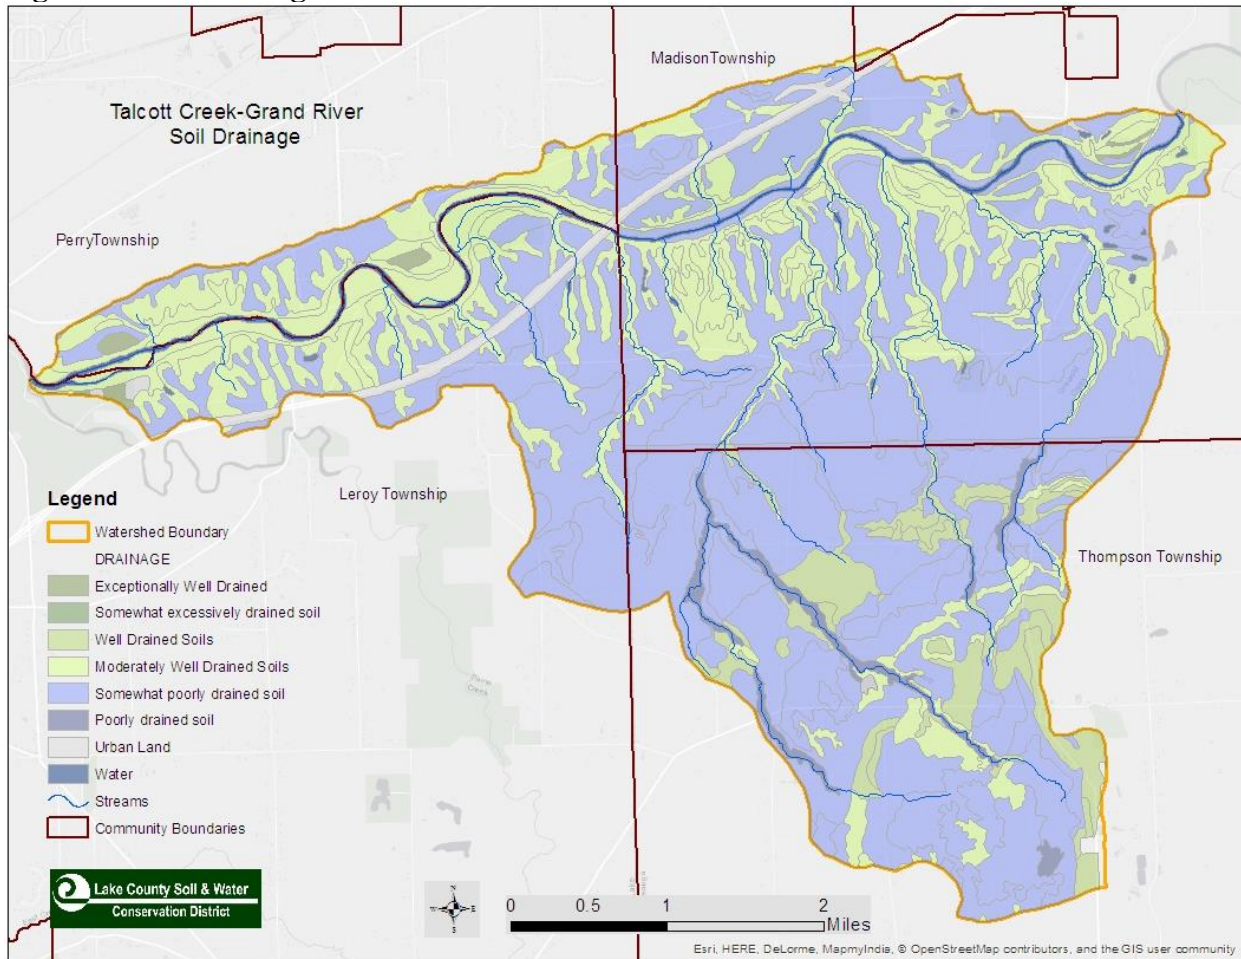 MadisonTownship
Talcott Creek-Grand River
Soil Drainage
PerryTownship
Leroy Township
Thompson Township
Legend
Watershed Boundary
DRAINAGE
Exceptionally Well Drained
Somewhat excessively drained soil
Well Drained Soils
Moderately Well Drained Soils
Somewhat poorly drained soil
Poorly drained soil
Urban Land
Water
Streams
Community Boundaries
Lake County Soil & Water
Conservation District
N
W E
S
0 0.5 1 2
Miles
Esri, HERE, DeLorme, MapmyIndia, © OpenStreetMap contributors, and the GIS user community